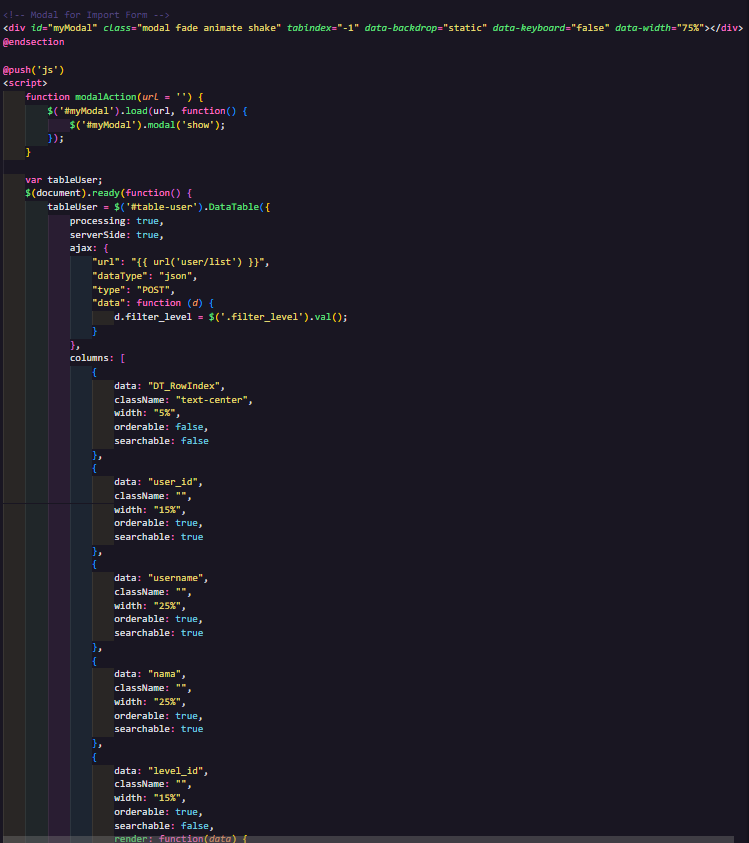 <!-- Modal for Import Form -->
<div id="myModal" class="modal fade animate shake" tabindex="-1" data-backdrop="static" data-keyboard="false" data-width="75%"></div>
@endsection

@push('js')
<script>
    function modalAction(url = '') {
        $('#myModal').load(url, function() {
            $('#myModal').modal('show');
        });
    }

    var tableUser;
    $(document).ready(function() {
        tableUser = $('#table-user').DataTable({
            processing: true,
            serverSide: true,
            ajax: {
                "url": "{{ url('user/list') }}",
                "dataType": "json",
                "type": "POST",
                "data": function (d) {
                    d.filter_level = $('.filter_level').val();
                }
            },
            columns: [
                {
                    data: "DT_RowIndex",
                    className: "text-center",
                    width: "5%",
                    orderable: false,
                    searchable: false
                },
                {
                    data: "user_id",
                    className: "",
                    width: "15%",
                    orderable: true,
                    searchable: true
                },
                {
                    data: "username",
                    className: "",
                    width: "25%",
                    orderable: true,
                    searchable: true
                },
                {
                    data: "nama",
                    className: "",
                    width: "25%",
                    orderable: true,
                    searchable: true
                },
                {
                    data: "level_id",
                    className: "",
                    width: "15%",
                    orderable: true,
                    searchable: false,
                    render: function(data) {